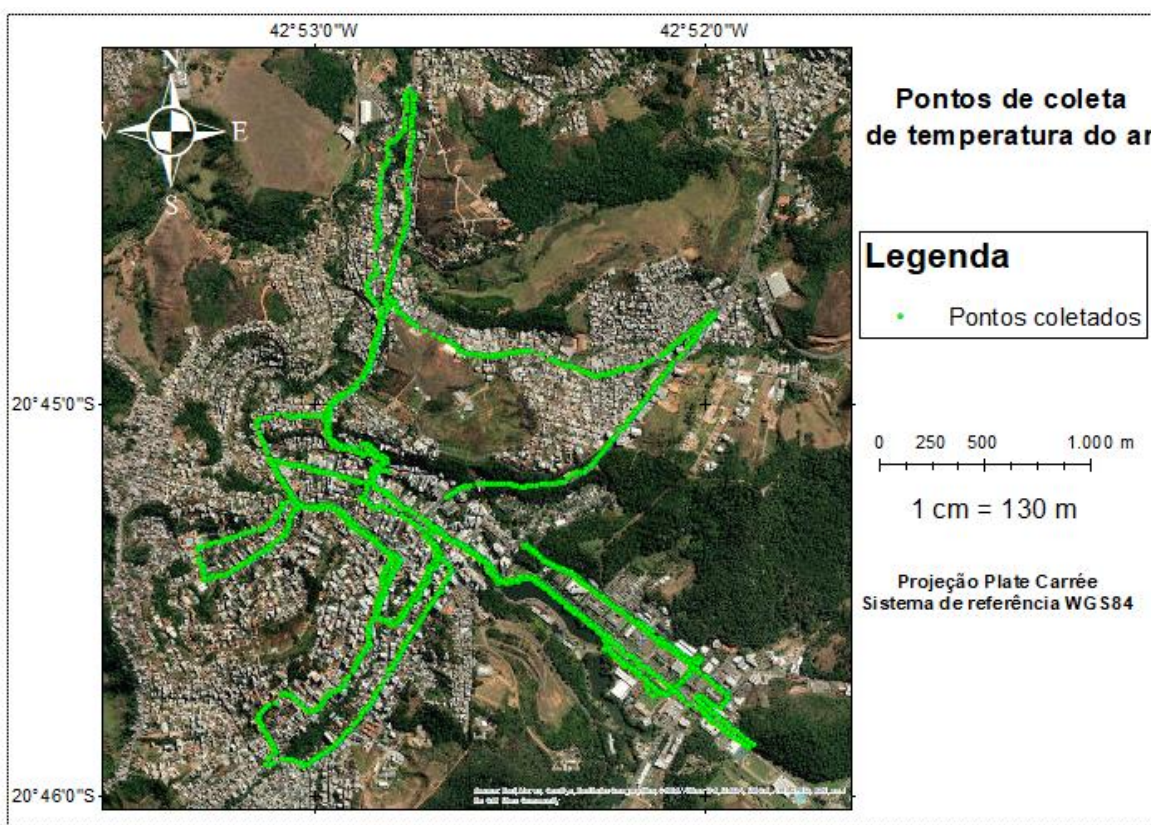 42°53'0"W 42°52'0"W
N
E
S
Pontos de coleta
de temperatura do ar
Legenda
Pontos coletados
20°45'0"S
0 250 500 1.000 m
1 cm = 130 m
Projeção Plate Carrée
Sistema de referência WGS84
20°46'0"S